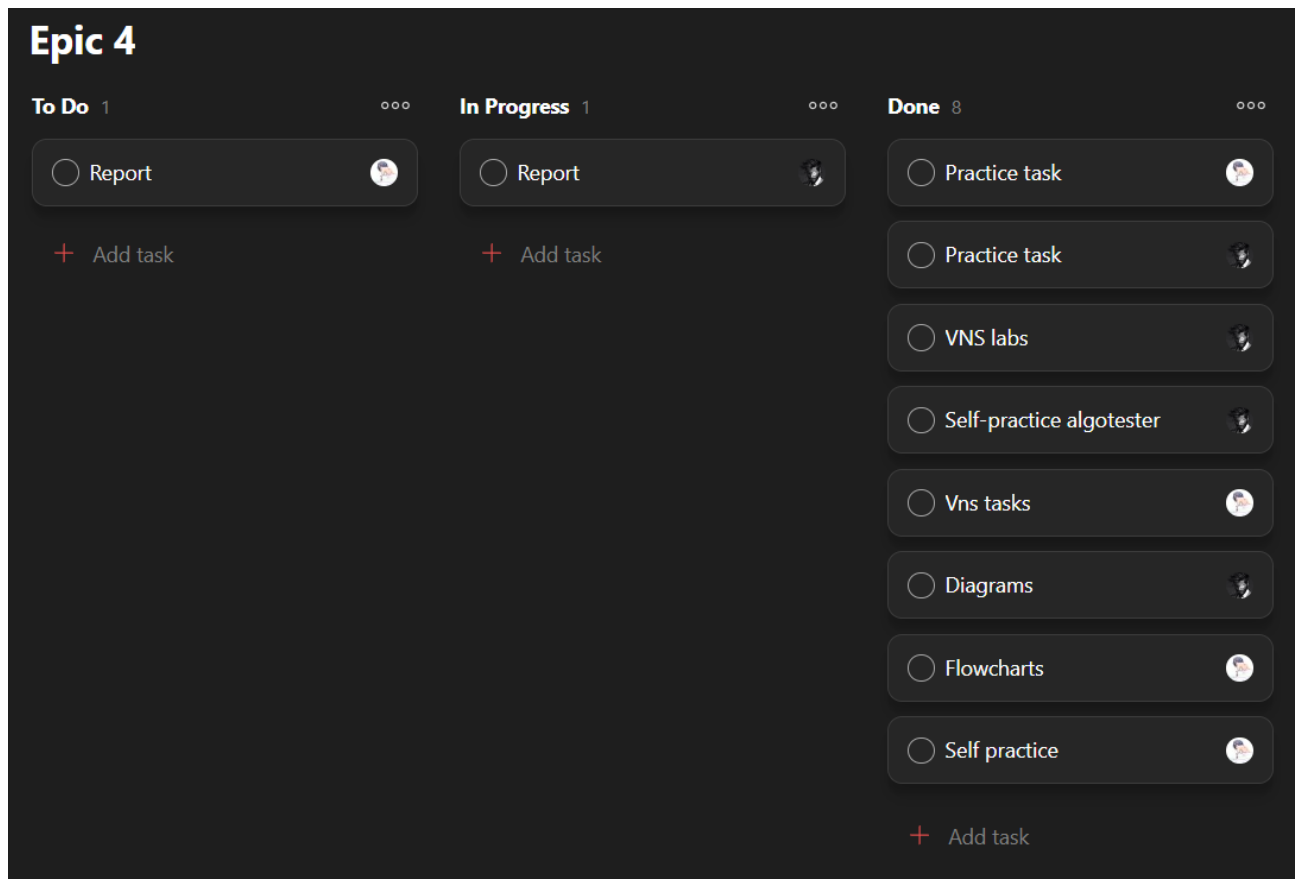 Epic 4
To Do 1
Report
Add task
In Progress 1
Report
Add task
Done 8
Practice task
Practice task
VNS labs
Self-practice algotester
Vns tasks
Diagrams
Flowcharts
Self practice
Add task